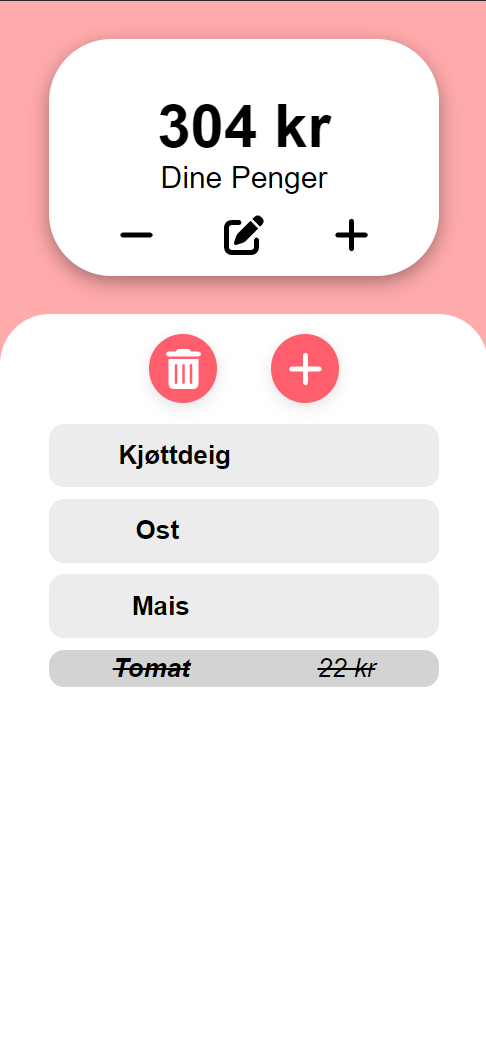 304 kr
Dine Penger
Kjøttdeig
Ost
Mais
Tomat 22 kr